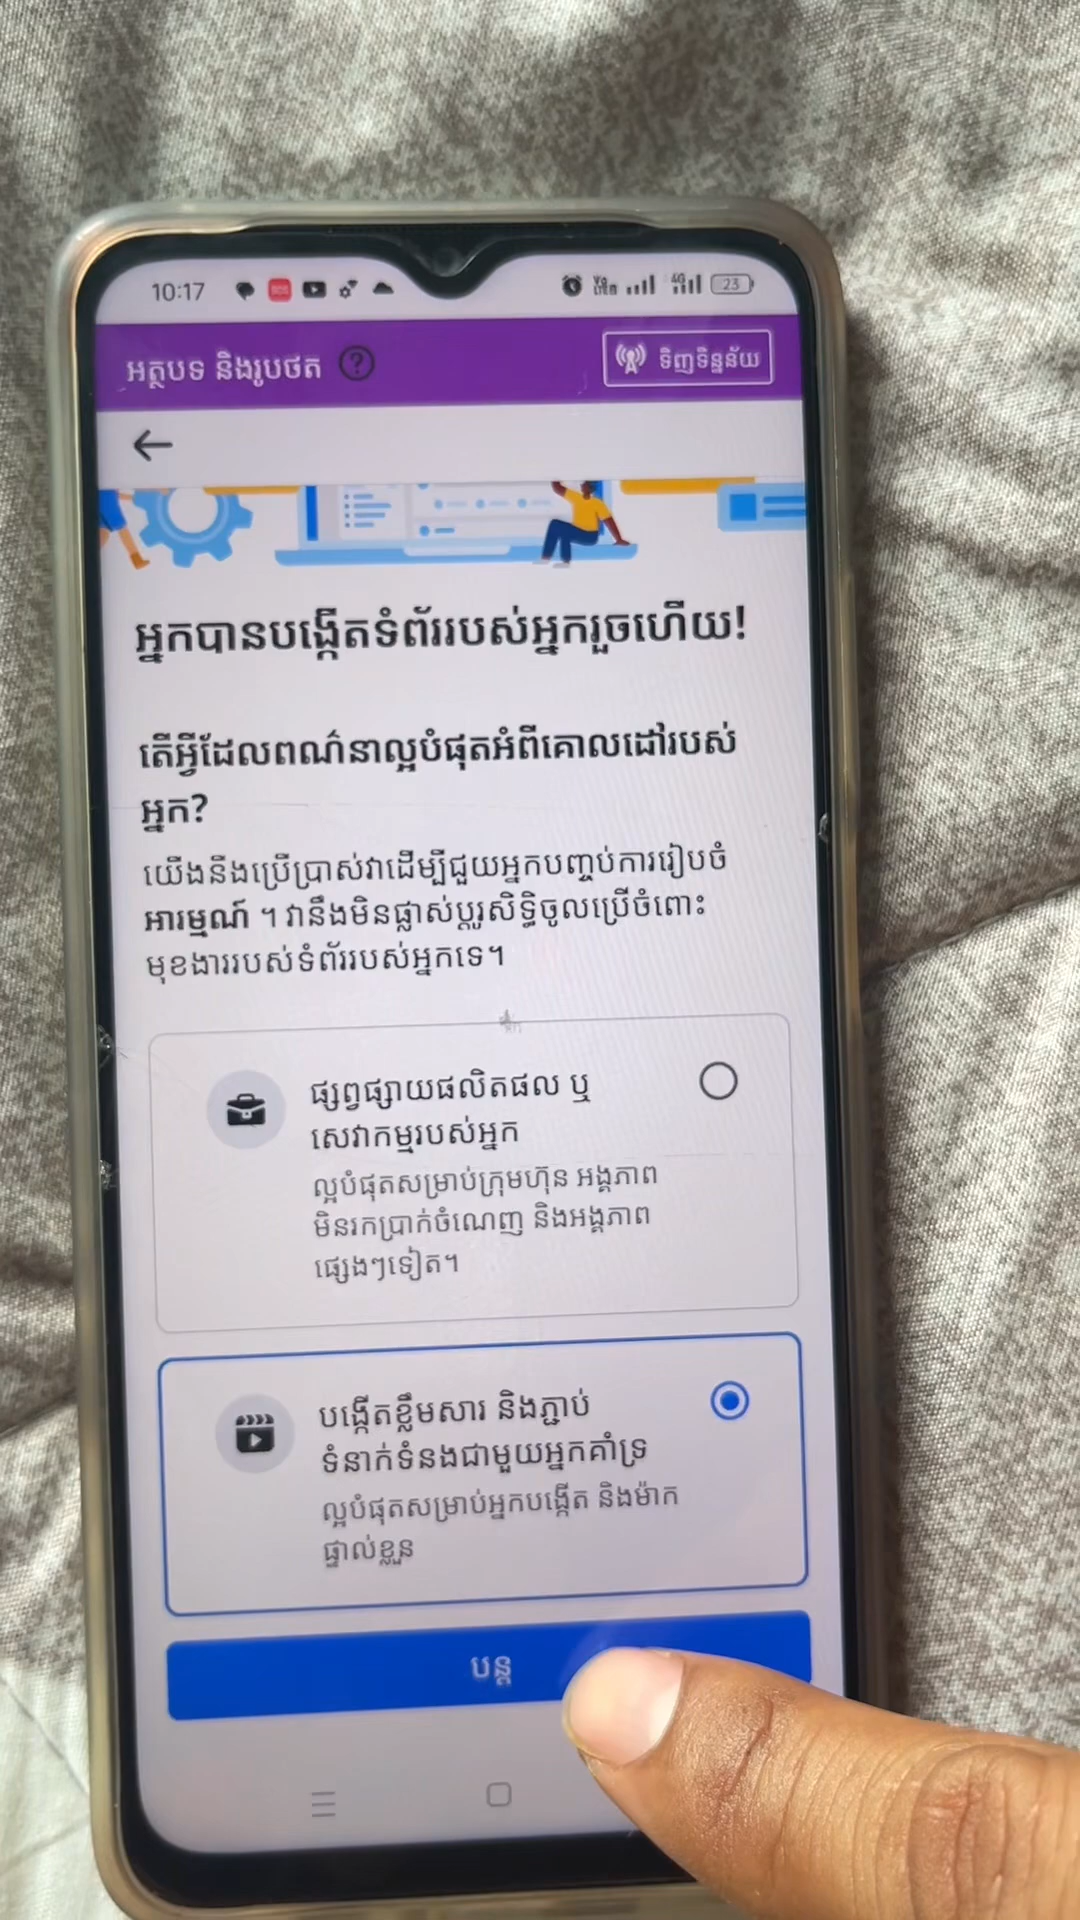 10:17
23
អត្ថបទ និងរូបថត
ទិញទិន្នន័យ
អ្នកបានបង្កើតទំព័ររបស់អ្នករួចហើយ!
តើអ្វីដែលពណ៌នាល្អបំផុតអំពីគោលដៅរបស់
អ្នក?
យើងនឹងប្រើប្រាស់វាដើម្បីជួយអ្នកបញ្ចប់ការរៀបចំ
អារម្មណ៍ ។ វានឹងមិនផ្លាស់ប្ដូរសិទ្ធិចូលប្រើចំពោះ
មុខងាររបស់ទំព័ររបស់អ្នកទេ។
ផ្សព្វផ្សាយផលិតផល ឬ
សេវាកម្មរបស់អ្នក
ល្អបំផុតសម្រាប់ក្រុមហ៊ុន អង្គភាព
មិនរកប្រាក់ចំណេញ និងអង្គភាព
ផ្សេងៗទៀត។
បង្កើតខ្លឹមសារ និងភ្ជាប់
ទំនាក់ទំនងជាមួយអ្នកគាំទ្រ
ល្អបំផុតសម្រាប់អ្នកបង្កើត និងម៉ាក
ផ្ទាល់ខ្លួន
បន្ត